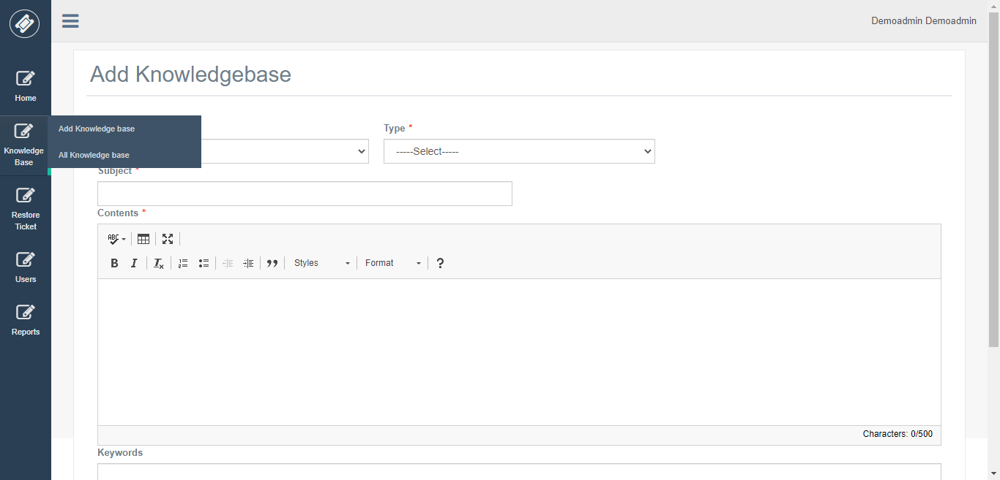 Demoadmin Demoadmin
Add Knowledgebase
Home
Knowledge
Base
Add Knowledge base
All Knowledge base
Restore
Ticket
Users
Reports
Type *
-----Select-----
Subject *
Contents *
ABC
B I Tx
Styles
Format
?
Characters: 0/500
Keywords